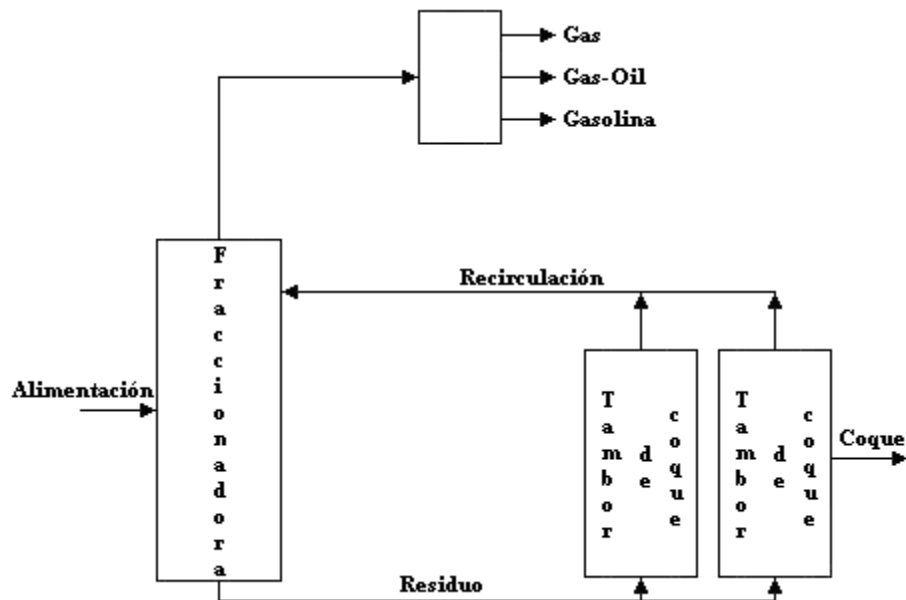 Gas
Gas-Oil
Gasolina
Fraccionadora
Recirculación
Alimentación
Tambor de coque
Tambor de coque
Coque
Residuo